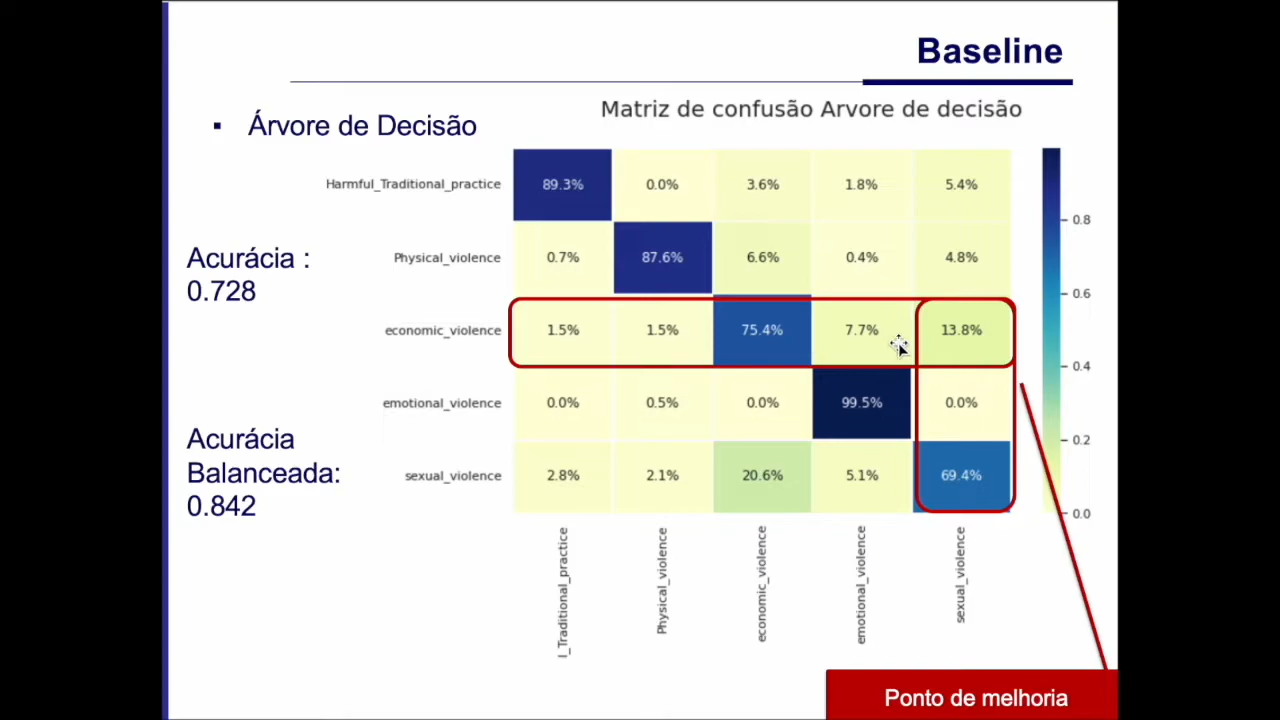 Baseline
▪ Árvore de Decisão
Matriz de confusão Arvore de decisão
Harmful_Traditional_practice 89.3% 0.0% 3.6% 1.8% 5.4%
Physical_violence 0.7% 87.6% 6.6% 0.4% 4.8%
economic_violence 1.5% 1.5% 75.4% 7.7% 13.8%
emotional_violence 0.0% 0.5% 0.0% 99.5% 0.0%
sexual_violence 2.8% 2.1% 20.6% 5.1% 69.4%
l_Traditional_practice
Physical_violence
economic_violence
emotional_violence
sexual_violence
0.8
0.6
0.4
0.2
0.0
Acurácia :
0.728
Acurácia
Balanceada:
0.842
Ponto de melhoria